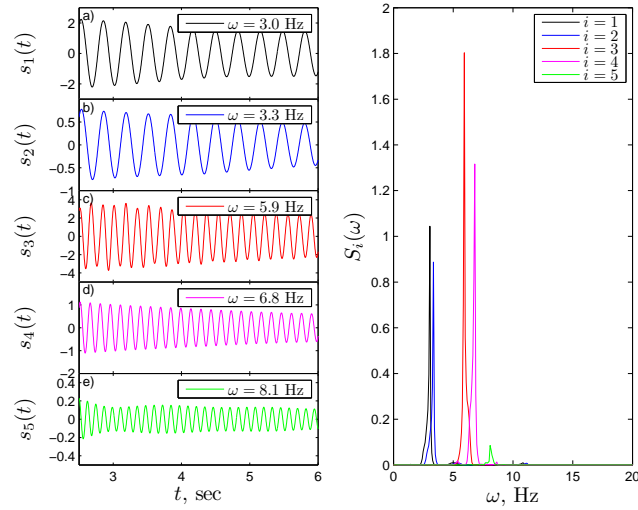 a)
ω = 3.0 Hz
s₁(t)
2
0
−2
b)
ω = 3.3 Hz
s₂(t)
0.5
0
−0.5
−1
c)
ω = 5.9 Hz
s₃(t)
4
2
0
−2
−4
d)
ω = 6.8 Hz
s₄(t)
1
0
−1
−2
e)
ω = 8.1 Hz
s₅(t)
0.4
0.2
0
−0.2
−0.4
3 4 5 6
t, sec
i = 1
i = 2
i = 3
i = 4
i = 5
Sᵢ(ω)
2
1.8
1.6
1.4
1.2
1
0.8
0.6
0.4
0.2
0
0 5 10 15 20
ω, Hz